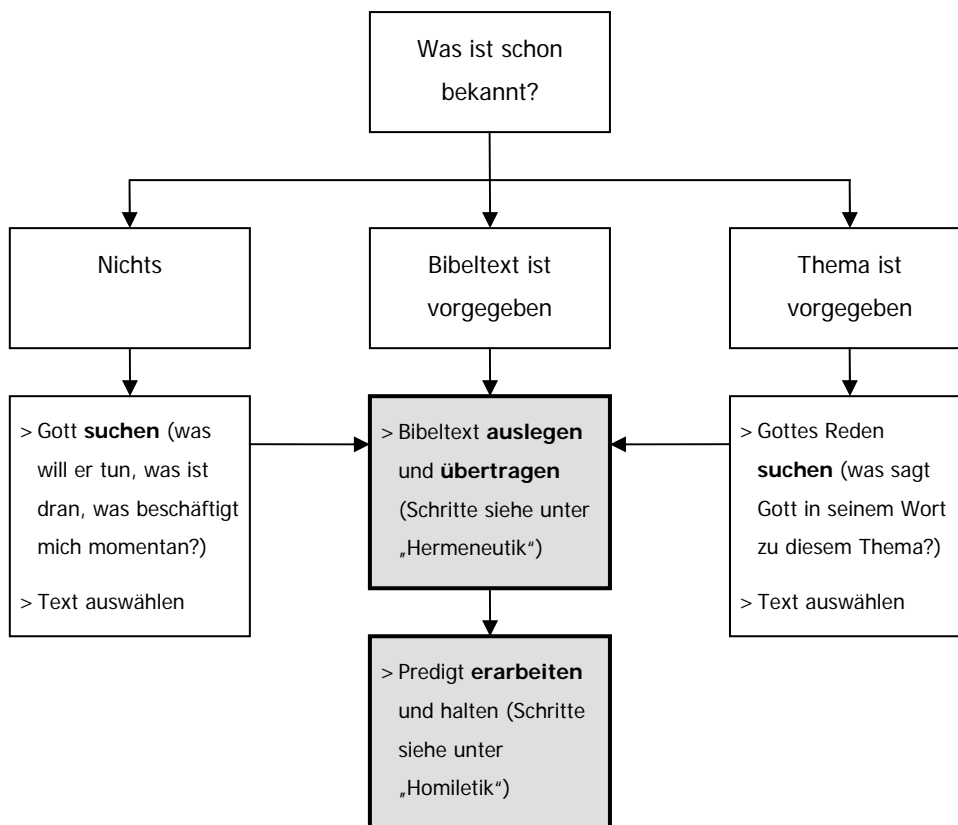 Was ist schon
bekannt?
Nichts
Bibeltext ist
vorgegeben
Thema ist
vorgegeben
> Gott suchen (was
will er tun, was ist
dran, was beschäftigt
mich momentan?)
> Text auswählen
> Bibeltext auslegen
und übertragen
(Schritte siehe unter
„Hermeneutik“)
> Gottes Reden
suchen (was sagt
Gott in seinem Wort
zu diesem Thema?)
> Text auswählen
> Predigt erarbeiten
und halten (Schritte
siehe unter
„Homiletik“)